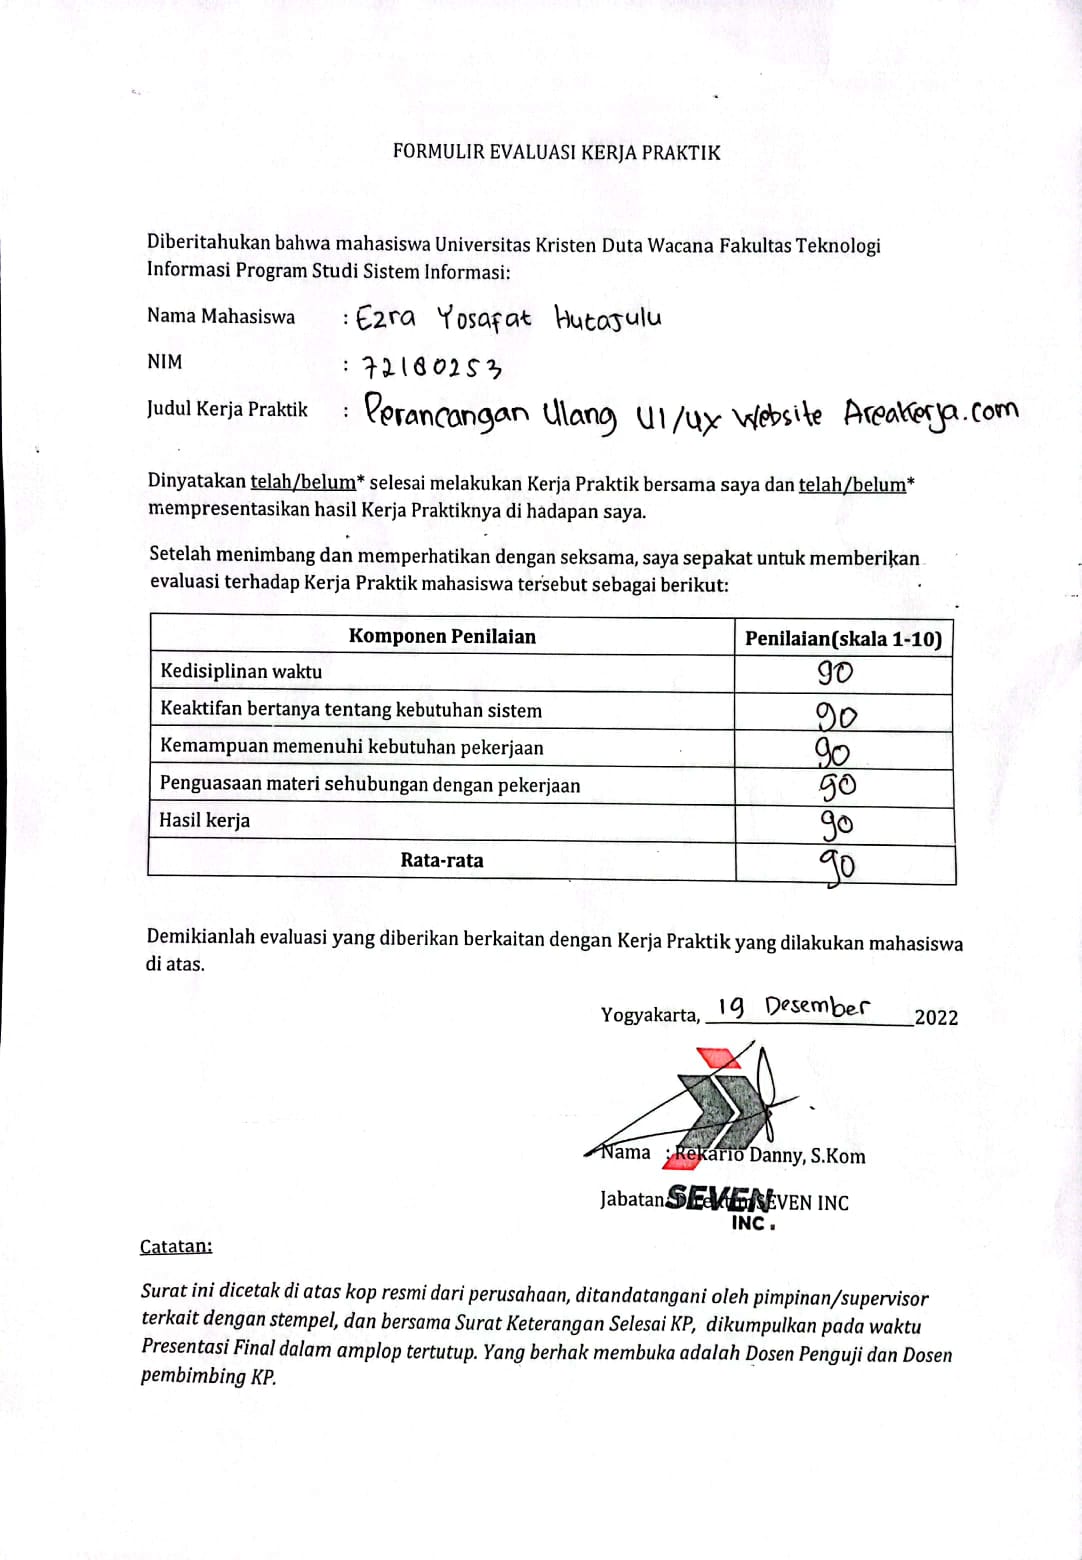 FORMULIR EVALUASI KERJA PRAKTIK
Diberitahukan bahwa mahasiswa Universitas Kristen Duta Wacana Fakultas Teknologi
Informasi Program Studi Sistem Informasi:
Nama Mahasiswa : Ezra Yosafat Hutajulu
NIM : 72180253
Judul Kerja Praktik : Perancangan Ulang UI/UX Website Areakerja.com
Dinyatakan telah/belum* selesai melakukan Kerja Praktik bersama saya dan telah/belum*
mempresentasikan hasil Kerja Praktiknya di hadapan saya.
Setelah menimbang dan memperhatikan dengan seksama, saya sepakat untuk memberikan
evaluasi terhadap Kerja Praktik mahasiswa tersebut sebagai berikut:
Komponen Penilaian Penilaian(skala 1-10)
Kedisiplinan waktu 90
Keaktifan bertanya tentang kebutuhan sistem 90
Kemampuan memenuhi kebutuhan pekerjaan 90
Penguasaan materi sehubungan dengan pekerjaan 90
Hasil kerja 90
Rata-rata 90
Demikianlah evaluasi yang diberikan berkaitan dengan Kerja Praktik yang dilakukan mahasiswa
di atas.
Yogyakarta, 19 Desember 2022
Nama : Rekario Danny, S.Kom
Jabatan: SEVEN INC
SEVEN
INC.
Catatan:
Surat ini dicetak di atas kop resmi dari perusahaan, ditandatangani oleh pimpinan/supervisor
terkait dengan stempel, dan bersama Surat Keterangan Selesai KP, dikumpulkan pada waktu
Presentasi Final dalam amplop tertutup. Yang berhak membuka adalah Dosen Penguji dan Dosen
pembimbing KP.